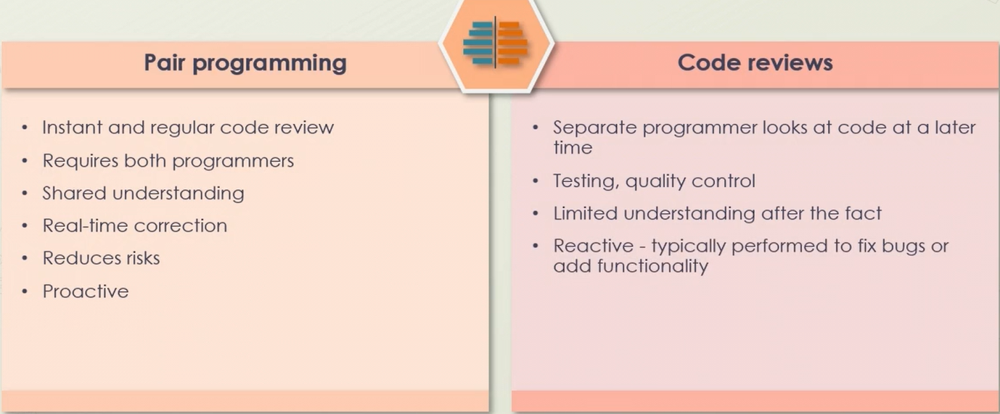 Pair programming
• Instant and regular code review
• Requires both programmers
• Shared understanding
• Real-time correction
• Reduces risks
• Proactive
Code reviews
• Separate programmer looks at code at a later
time
• Testing, quality control
• Limited understanding after the fact
• Reactive - typically performed to fix bugs or
add functionality